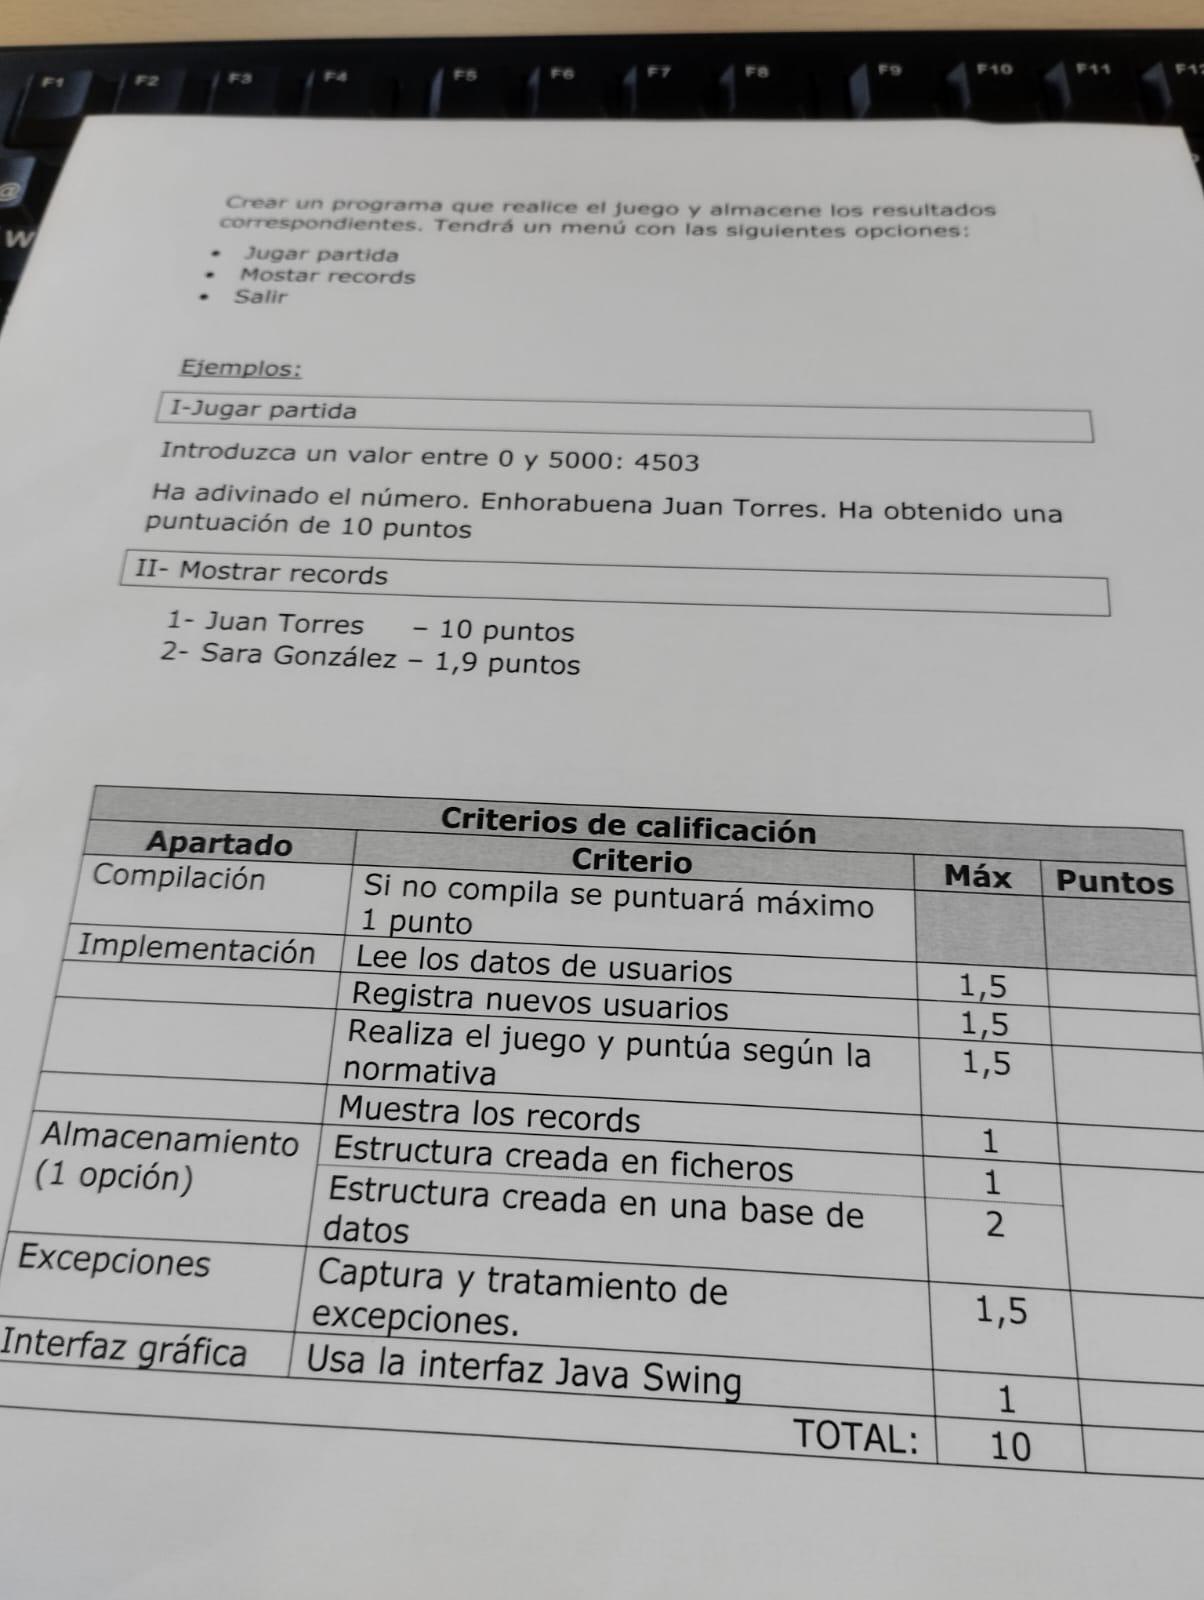 F1 F2 F3 F4 F5 F6 F7 F8 F9 F10 F11 F12
@
W
Crear un programa que realice el juego y almacene los resultados
correspondientes. Tendrá un menú con las siguientes opciones:
• Jugar partida
• Mostar records
• Salir
Ejemplos:
I-Jugar partida
Introduzca un valor entre 0 y 5000: 4503
Ha adivinado el número. Enhorabuena Juan Torres. Ha obtenido una
puntuación de 10 puntos
II- Mostrar records
1- Juan Torres – 10 puntos
2- Sara González – 1,9 puntos
Criterios de calificación
Apartado Criterio Máx Puntos
Compilación Si no compila se puntuará máximo
1 punto
Implementación Lee los datos de usuarios 1,5
Registra nuevos usuarios 1,5
Realiza el juego y puntúa según la 1,5
normativa
Muestra los records 1
Almacenamiento Estructura creada en ficheros 1
(1 opción) Estructura creada en una base de 2
datos
Excepciones Captura y tratamiento de 1,5
excepciones.
Interfaz gráfica Usa la interfaz Java Swing 1
TOTAL: 10